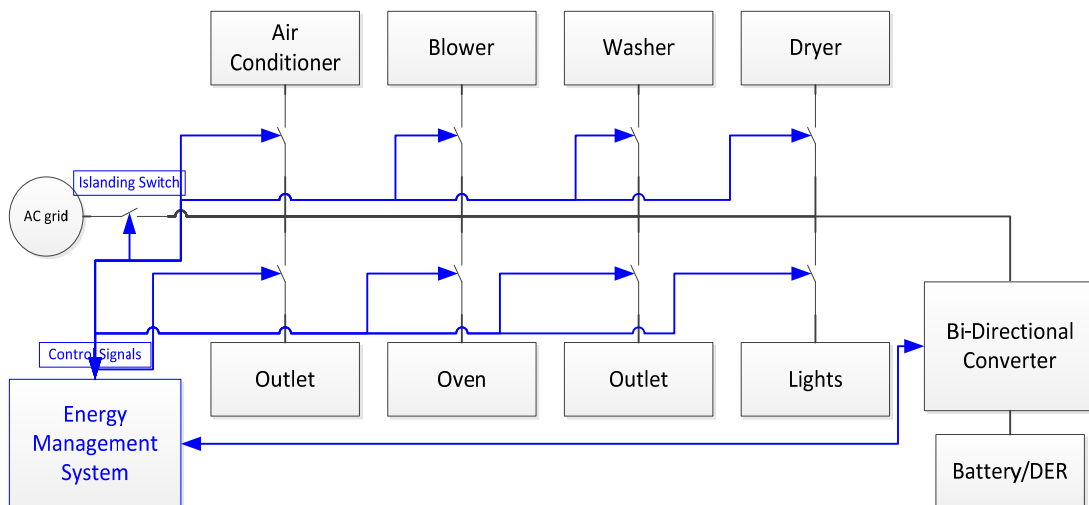 Air
Conditioner
Blower
Washer
Dryer
Islanding Switch
AC grid
Control Signals
Outlet
Oven
Outlet
Lights
Bi-Directional
Converter
Energy
Management
System
Battery/DER